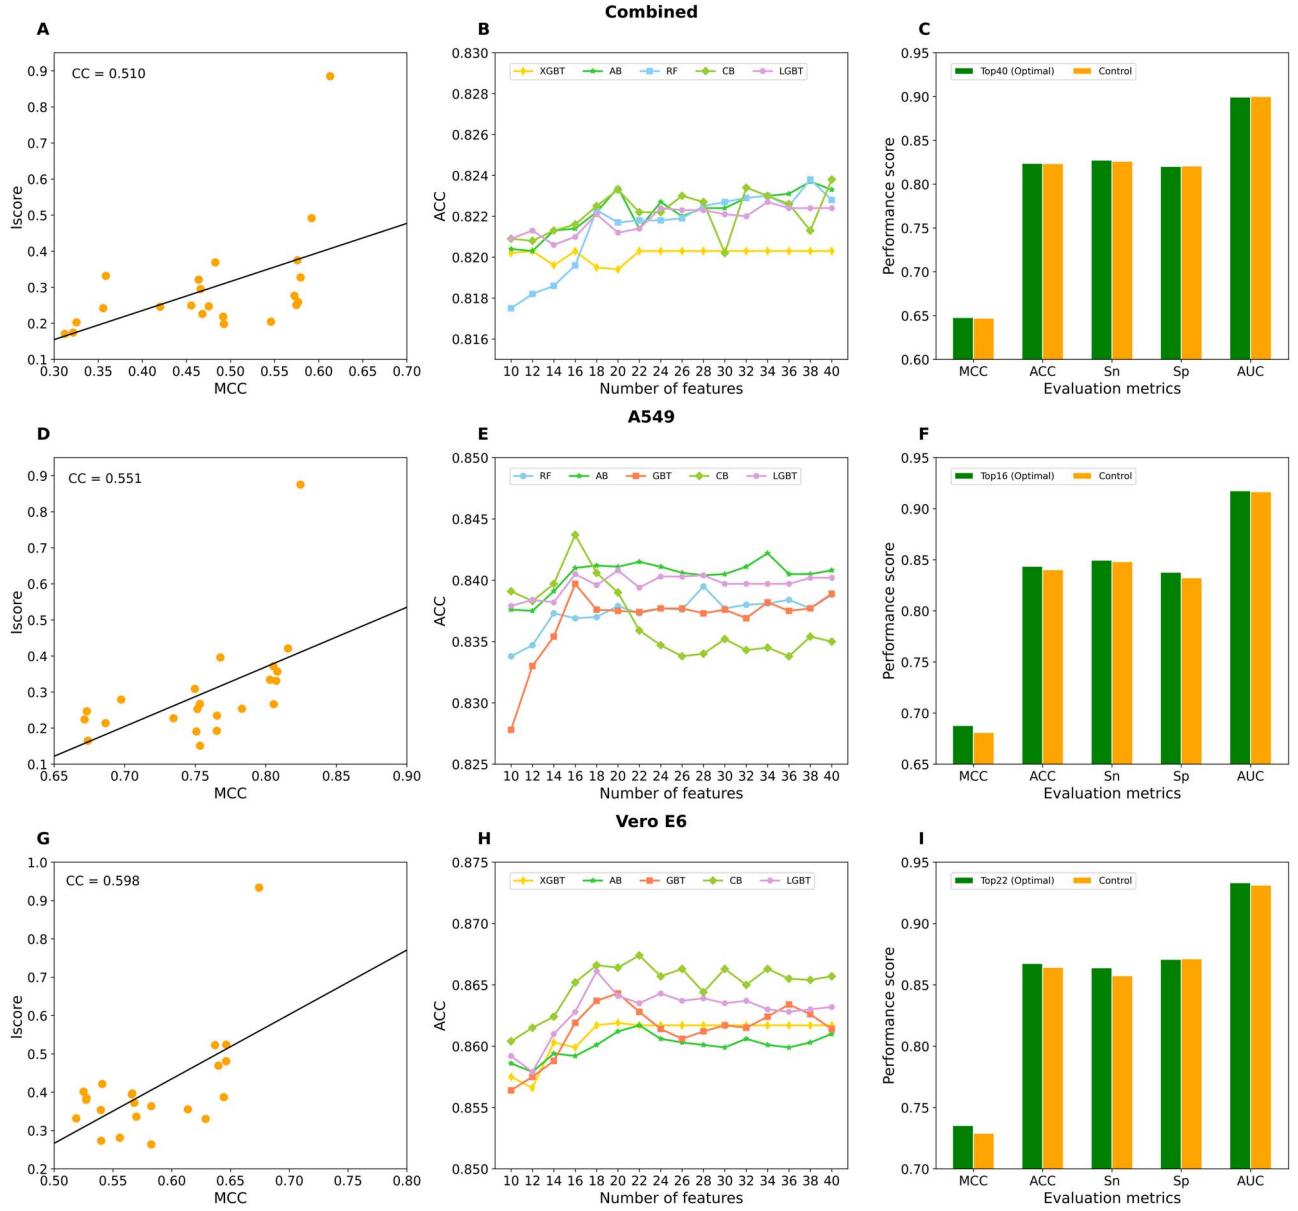 Combined
A
B
C
CC = 0.510
Iscore
0.9
0.8
0.7
0.6
0.5
0.4
0.3
0.2
0.1
0.30 0.35 0.40 0.45 0.50 0.55 0.60 0.65 0.70
MCC
XGBT AB RF CB LGBT
ACC
0.830
0.828
0.826
0.824
0.822
0.820
0.818
0.816
10 12 14 16 18 20 22 24 26 28 30 32 34 36 38 40
Number of features
Top40 (Optimal) Control
Performance score
0.95
0.90
0.85
0.80
0.75
0.70
0.65
0.60
MCC ACC Sn Sp AUC
Evaluation metrics
A549
D
E
F
CC = 0.551
Iscore
0.9
0.8
0.7
0.6
0.5
0.4
0.3
0.2
0.1
0.65 0.70 0.75 0.80 0.85 0.90
MCC
RF AB GBT CB LGBT
ACC
0.850
0.845
0.840
0.835
0.830
0.825
10 12 14 16 18 20 22 24 26 28 30 32 34 36 38 40
Number of features
Top16 (Optimal) Control
Performance score
0.95
0.90
0.85
0.80
0.75
0.70
0.65
MCC ACC Sn Sp AUC
Evaluation metrics
Vero E6
G
H
I
CC = 0.598
Iscore
1.0
0.9
0.8
0.7
0.6
0.5
0.4
0.3
0.2
0.50 0.55 0.60 0.65 0.70 0.75 0.80
MCC
XGBT AB GBT CB LGBT
ACC
0.875
0.870
0.865
0.860
0.855
0.850
10 12 14 16 18 20 22 24 26 28 30 32 34 36 38 40
Number of features
Top22 (Optimal) Control
Performance score
0.95
0.90
0.85
0.80
0.75
0.70
MCC ACC Sn Sp AUC
Evaluation metrics